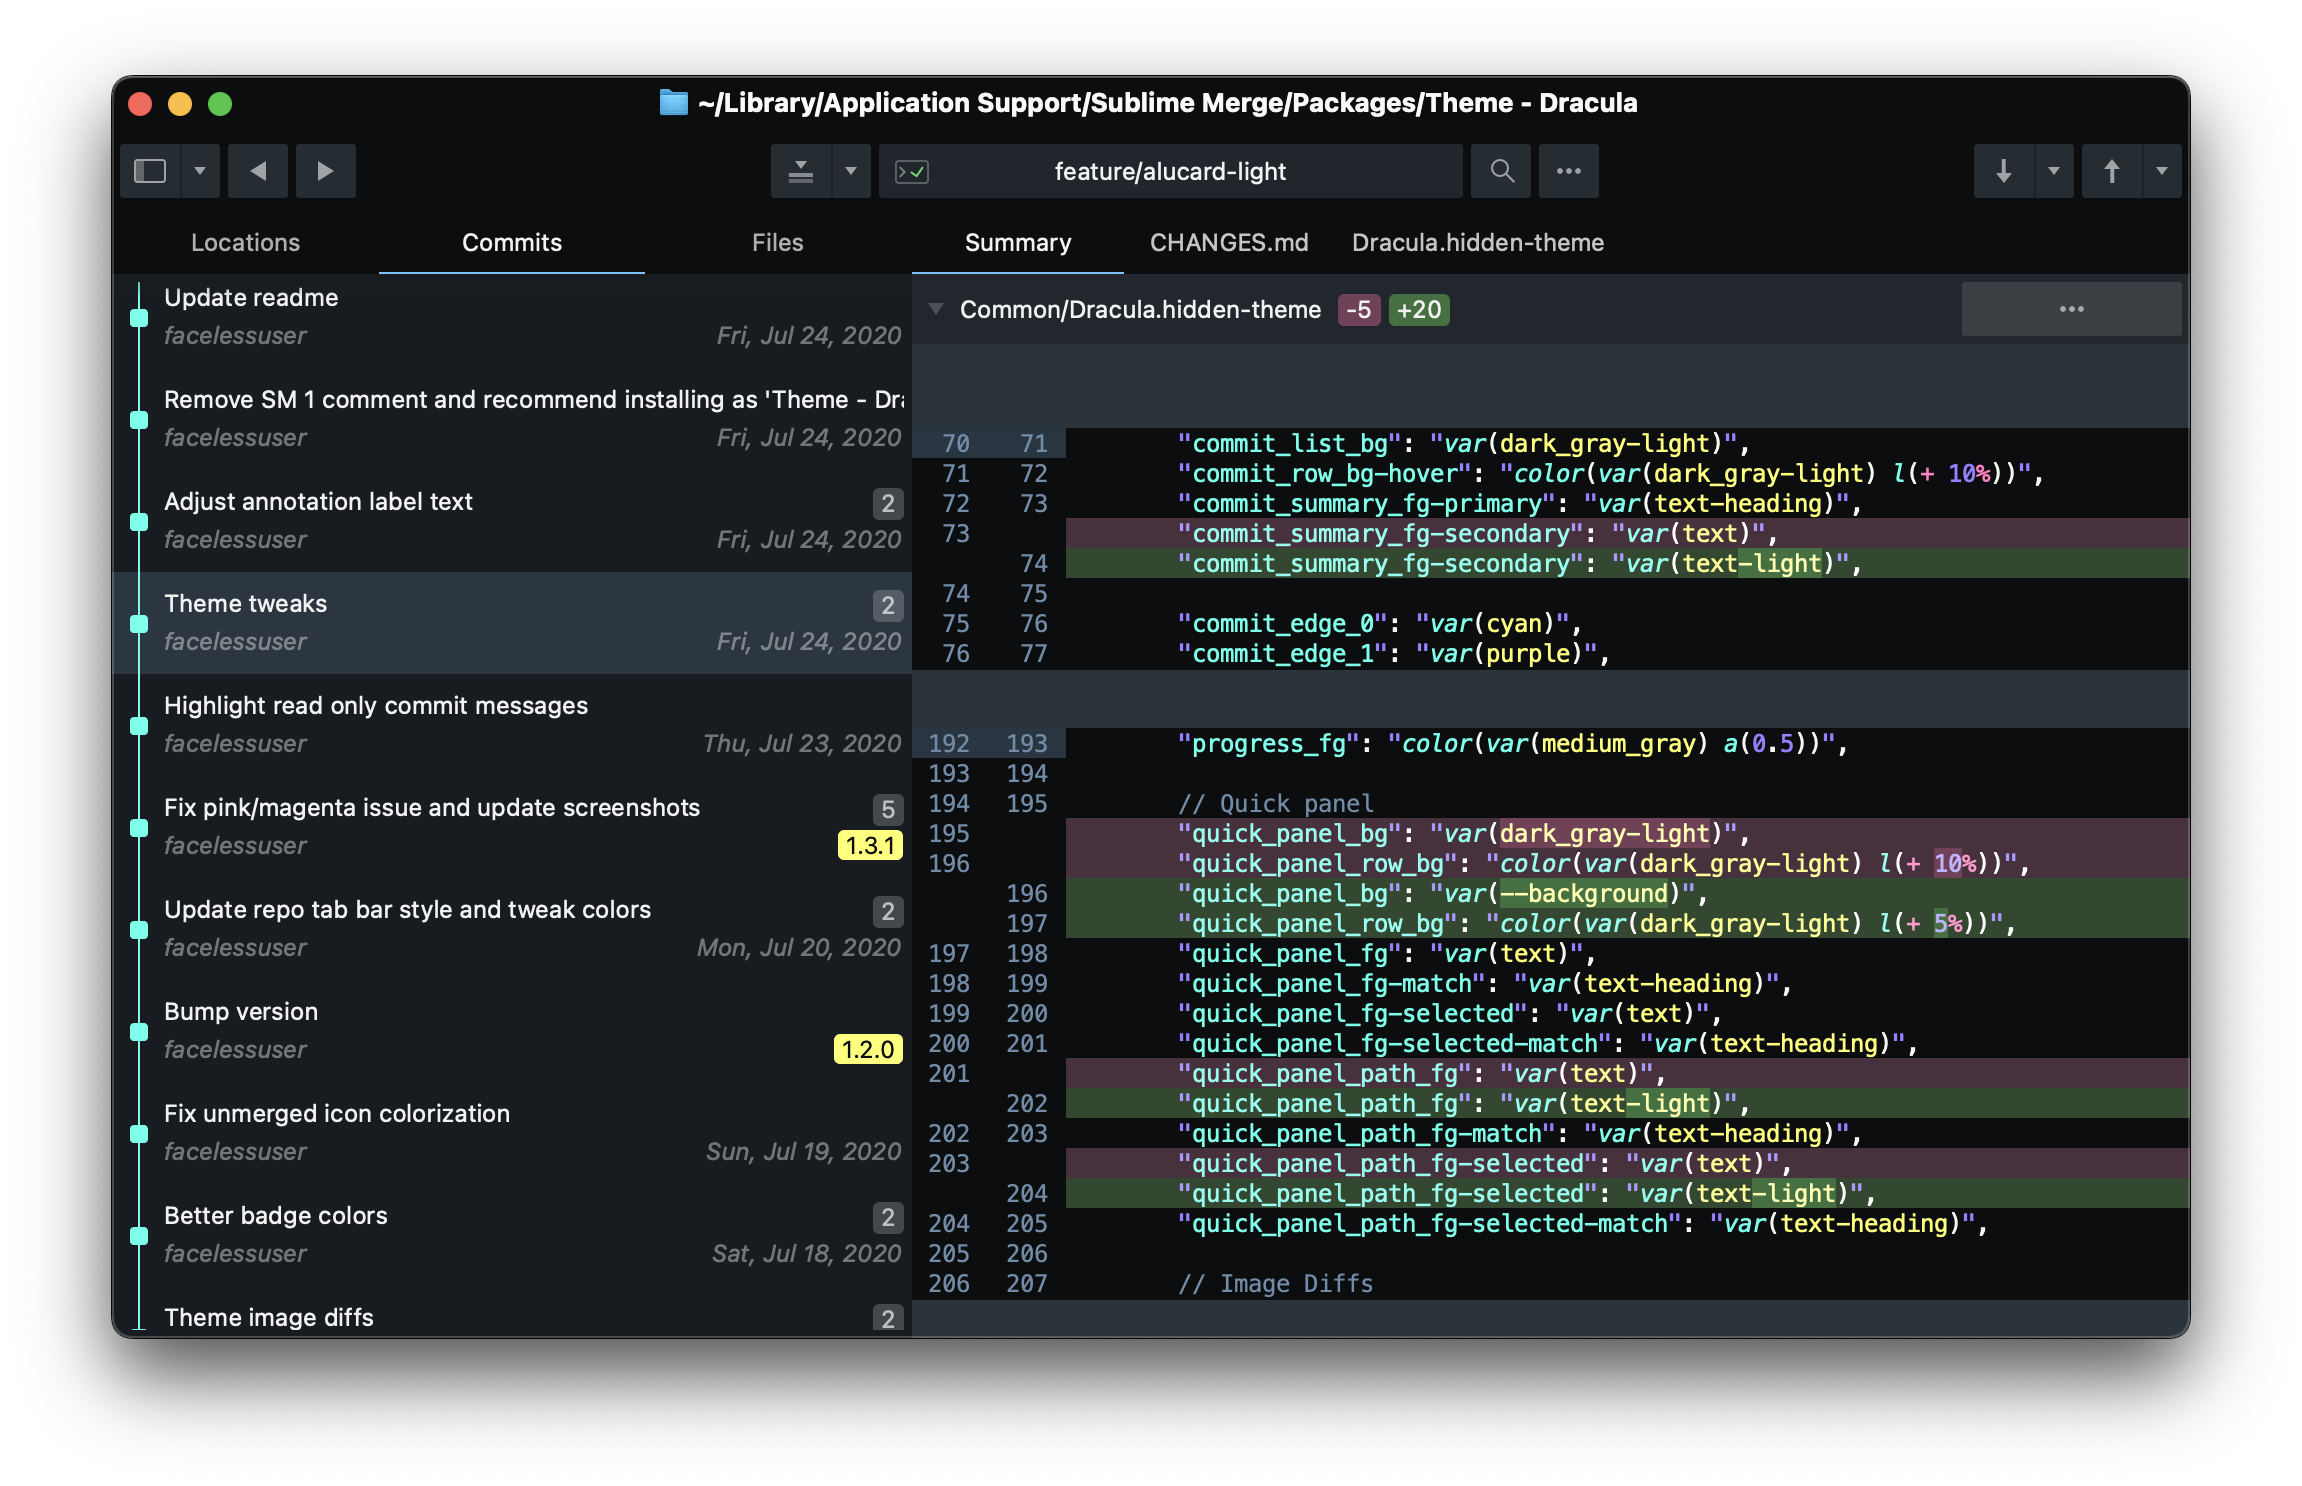 ~/Library/Application Support/Sublime Merge/Packages/Theme - Dracula
feature/alucard-light
Locations Commits Files
Summary CHANGES.md Dracula.hidden-theme
Update readme
facelessuser Fri, Jul 24, 2020
Remove SM 1 comment and recommend installing as 'Theme - Dra
facelessuser Fri, Jul 24, 2020
Adjust annotation label text 2
facelessuser Fri, Jul 24, 2020
Theme tweaks 2
facelessuser Fri, Jul 24, 2020
Highlight read only commit messages
facelessuser Thu, Jul 23, 2020
Fix pink/magenta issue and update screenshots 5
facelessuser 1.3.1
Update repo tab bar style and tweak colors 2
facelessuser Mon, Jul 20, 2020
Bump version
facelessuser 1.2.0
Fix unmerged icon colorization
facelessuser Sun, Jul 19, 2020
Better badge colors 2
facelessuser Sat, Jul 18, 2020
Theme image diffs 2
Common/Dracula.hidden-theme -5 +20
70 71 "commit_list_bg": "var(dark_gray-light)",
71 72 "commit_row_bg-hover": "color(var(dark_gray-light) l(+ 10%))",
72 73 "commit_summary_fg-primary": "var(text-heading)",
73 "commit_summary_fg-secondary": "var(text)",
74 "commit_summary_fg-secondary": "var(text-light)",
74 75
75 76 "commit_edge_0": "var(cyan)",
76 77 "commit_edge_1": "var(purple)",
192 193 "progress_fg": "color(var(medium_gray) a(0.5))",
193 194
194 195 // Quick panel
195 "quick_panel_bg": "var(dark_gray-light)",
196 "quick_panel_row_bg": "color(var(dark_gray-light) l(+ 10%))",
196 "quick_panel_bg": "var(--background)",
197 "quick_panel_row_bg": "color(var(dark_gray-light) l(+ 5%))",
197 198 "quick_panel_fg": "var(text)",
198 199 "quick_panel_fg-match": "var(text-heading)",
199 200 "quick_panel_fg-selected": "var(text)",
200 201 "quick_panel_fg-selected-match": "var(text-heading)",
201 "quick_panel_path_fg": "var(text)",
202 "quick_panel_path_fg": "var(text-light)",
202 203 "quick_panel_path_fg-match": "var(text-heading)",
203 "quick_panel_path_fg-selected": "var(text)",
204 "quick_panel_path_fg-selected": "var(text-light)",
204 205 "quick_panel_path_fg-selected-match": "var(text-heading)",
205 206
206 207 // Image Diffs